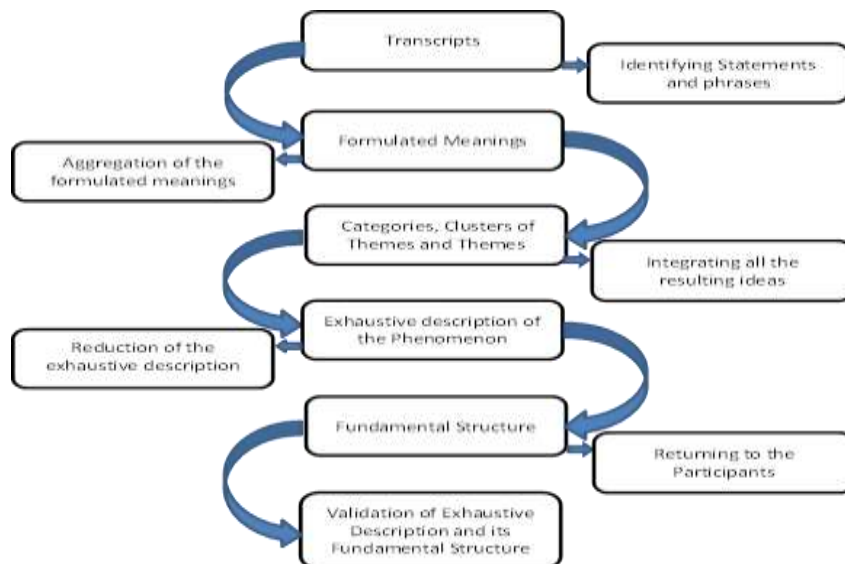 Transcripts
Identifying Statements
and phrases
Formulated Meanings
Aggregation of the
formulated meanings
Categories, Clusters of
Themes and Themes
Integrating all the
resulting ideas
Exhaustive description of
the Phenomenon
Reduction of the
exhaustive description
Fundamental Structure
Returning to the
Participants
Validation of Exhaustive
Description and its
Fundamental Structure